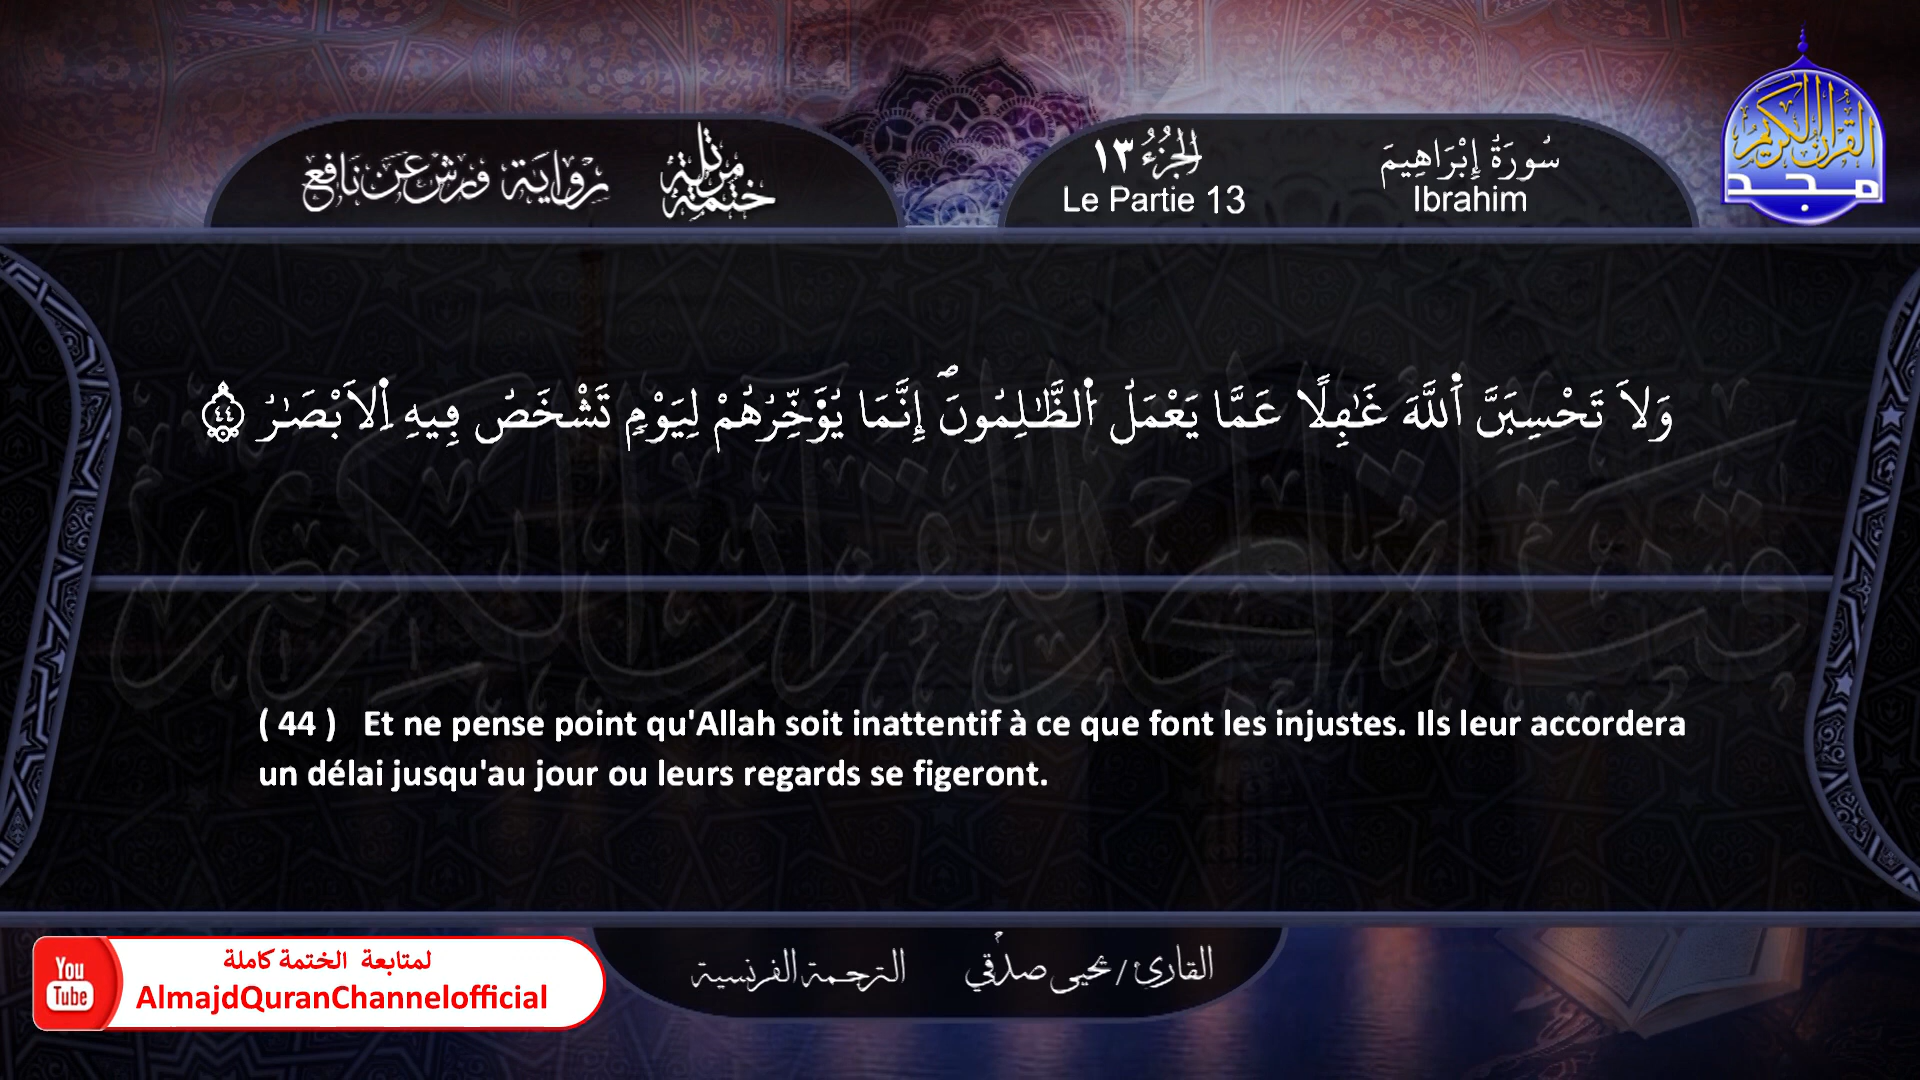 ختمة مرتلة
رواية ورش عن نافع
سُورَةُ إِبْرَاهِيمَ
Ibrahim
الجُزْءُ ١٣
Le Partie 13
القرآن الكريم
مجد
وَلَا تَحْسِبَنَّ اَ۬للَّهَ غَٰفِلًا عَمَّا يَعْمَلُ اُ۬لظَّٰلِمُونَۖ إِنَّمَا يُؤَخِّرُهُمْ لِيَوْمٖ تَشْخَصُ فِيهِ اِ۬لَابْصَٰرُ ٤٤
( 44 ) Et ne pense point qu'Allah soit inattentif à ce que font les injustes. Ils leur accordera
un délai jusqu'au jour ou leurs regards se figeront.
القارئ / يحيى صدقي
الترجمة الفرنسية
You
Tube
لمتابعة الختمة كاملة
AlmajdQuranChannelofficial